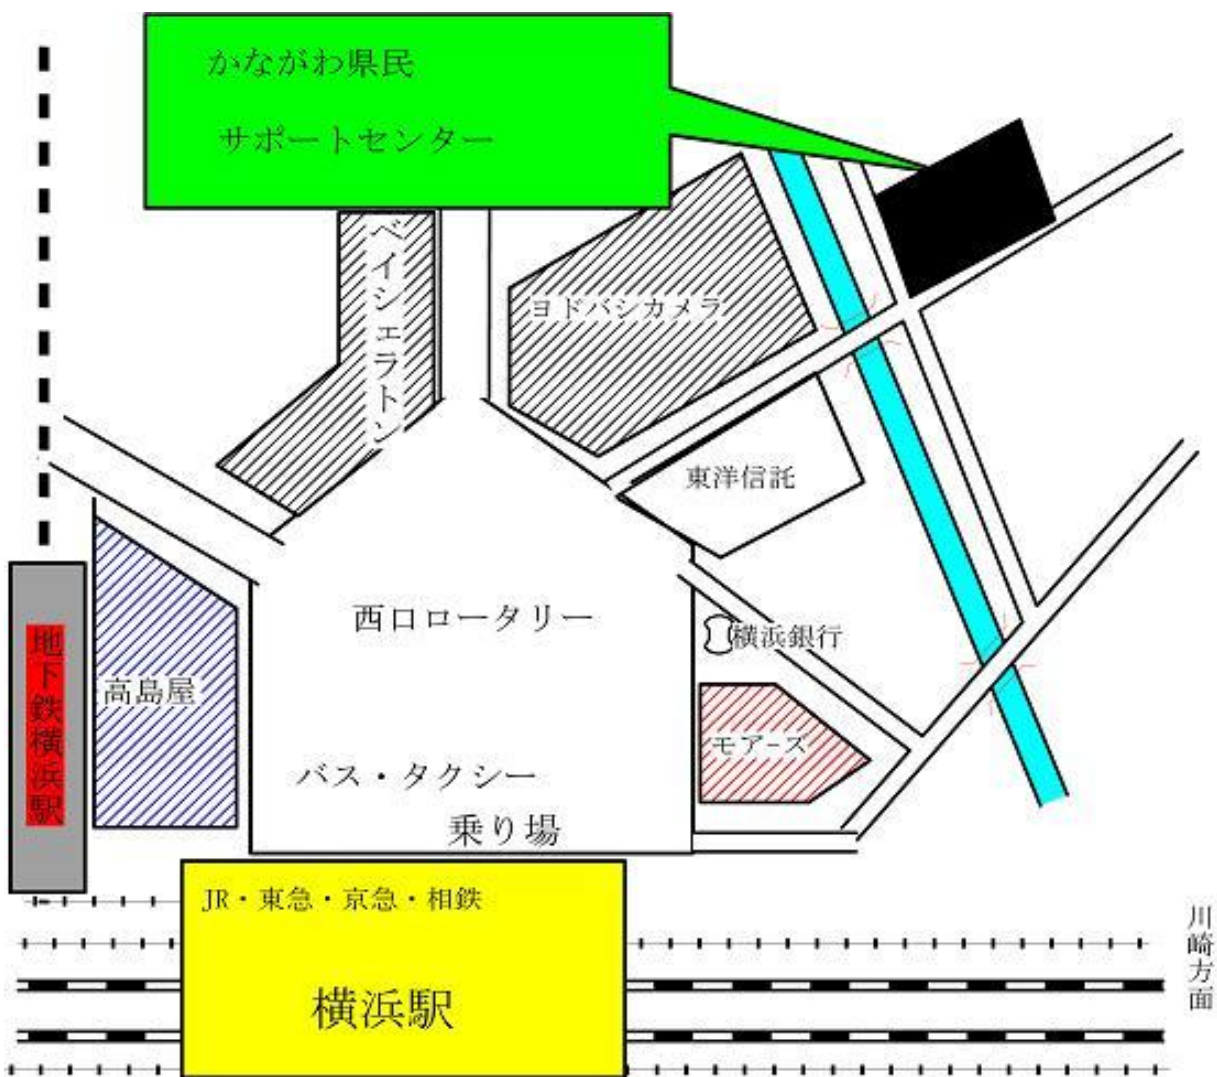 かながわ県民
サポートセンター
ベイシェラトン
ヨドバシカメラ
東洋信託
西口ロータリー
横浜銀行
地下鉄横浜駅
高島屋
モアーズ
バス・タクシー
乗り場
JR・東急・京急・相鉄
川崎方面
横浜駅